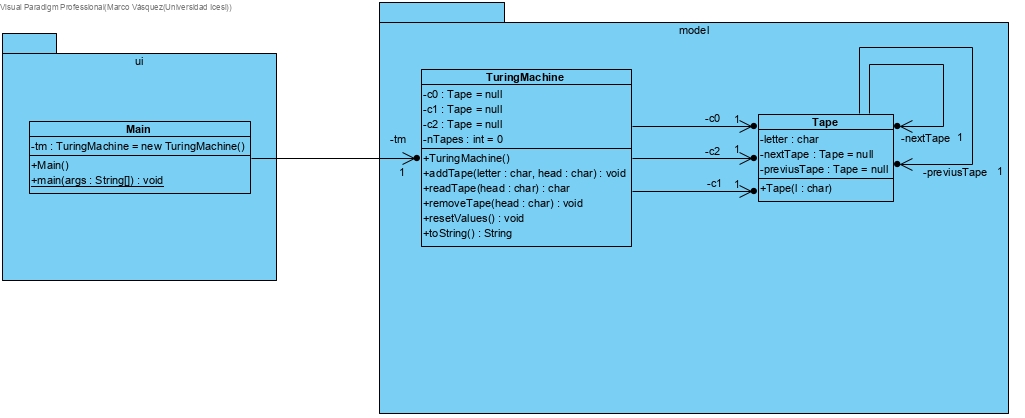 Visual Paradigm Professional(Marco Vásquez(Universidad Icesi))
ui
Main
-tm : TuringMachine = new TuringMachine()
+Main()
+main(args : String[]) : void
-tm
1
model
TuringMachine
-c0 : Tape = null
-c1 : Tape = null
-c2 : Tape = null
-nTapes : int = 0
+TuringMachine()
+addTape(letter : char, head : char) : void
+readTape(head : char) : char
+removeTape(head : char) : void
+resetValues() : void
+toString() : String
-c0 1
-c2 1
-c1 1
Tape
-letter : char
-nextTape : Tape = null
-previusTape : Tape = null
+Tape(l : char)
-nextTape 1
-previusTape 1